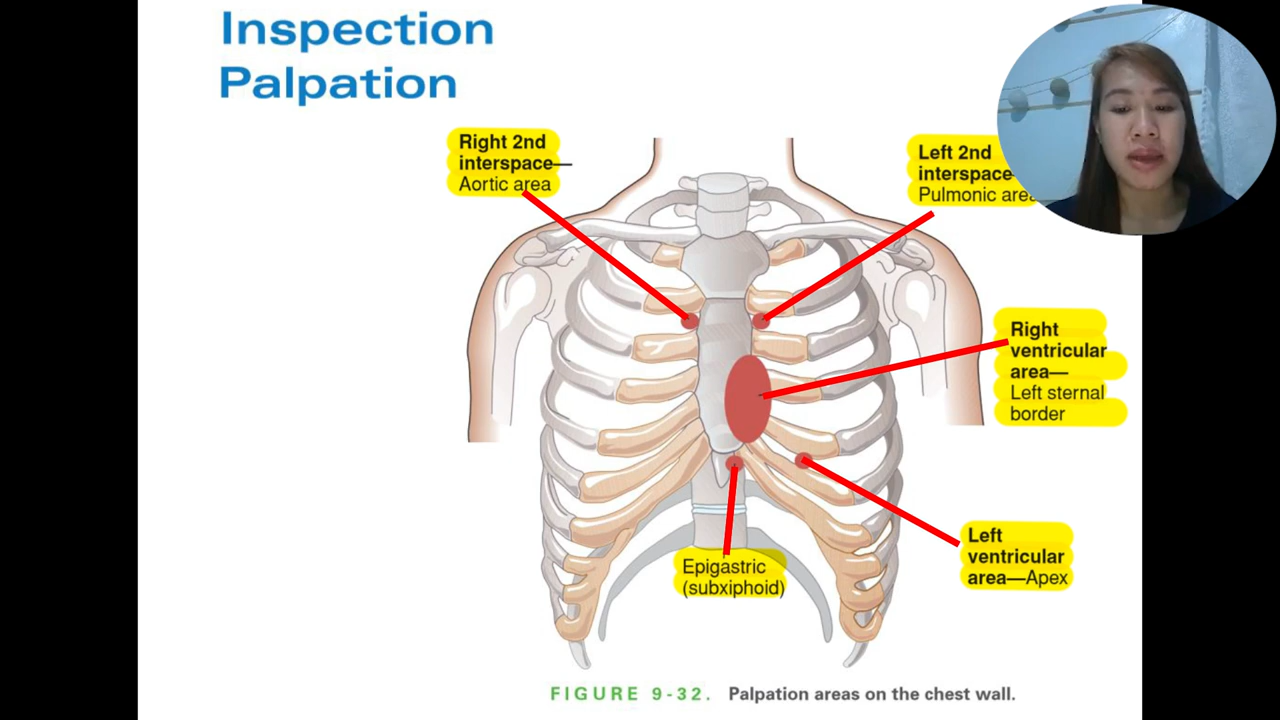 Inspection
Palpation
Right 2nd
interspace—
Aortic area
Left 2nd
interspace
Pulmonic area
Right
ventricular
area—
Left sternal
border
Left
ventricular
area—Apex
Epigastric
(subxiphoid)
FIGURE 9-32. Palpation areas on the chest wall.